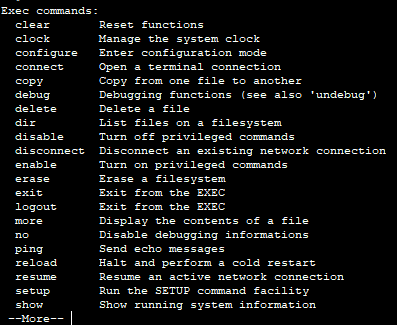 Exec commands:
clear Reset functions
clock Manage the system clock
configure Enter configuration mode
connect Open a terminal connection
copy Copy from one file to another
debug Debugging functions (see also 'undebug')
delete Delete a file
dir List files on a filesystem
disable Turn off privileged commands
disconnect Disconnect an existing network connection
enable Turn on privileged commands
erase Erase a filesystem
exit Exit from the EXEC
logout Exit from the EXEC
more Display the contents of a file
no Disable debugging informations
ping Send echo messages
reload Halt and perform a cold restart
resume Resume an active network connection
setup Run the SETUP command facility
show Show running system information
--More--